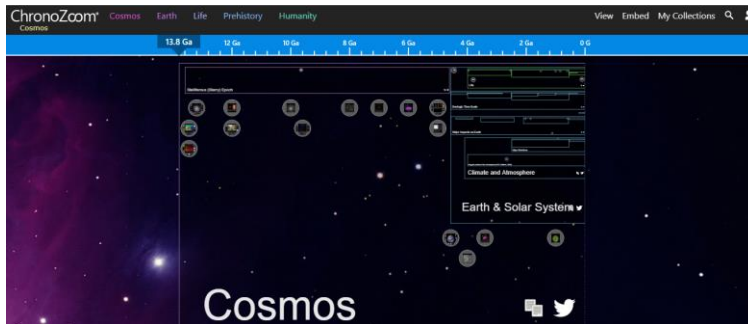 ChronoZoom Cosmos Earth Life Prehistory Humanity View Embed My Collections
Cosmos
13.8 Ga 12 Ga 10 Ga 8 Ga 6 Ga 4 Ga 2 Ga 0 G
Climate and Atmosphere
Earth & Solar System
Cosmos